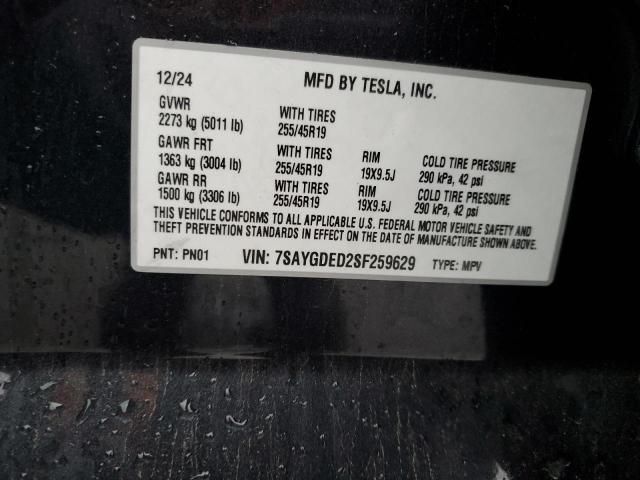 12/24 MFD BY TESLA, INC.
GVWR
2273 kg (5011 lb) WITH TIRES 255/45R19
GAWR FRT
1363 kg (3004 lb) WITH TIRES 255/45R19 RIM 19X9.5J COLD TIRE PRESSURE 290 kPa, 42 psi
GAWR RR
1500 kg (3306 lb) WITH TIRES 255/45R19 RIM 19X9.5J COLD TIRE PRESSURE 290 kPa, 42 psi
THIS VEHICLE CONFORMS TO ALL APPLICABLE U.S. FEDERAL MOTOR VEHICLE SAFETY AND
THEFT PREVENTION STANDARDS IN EFFECT ON THE DATE OF MANUFACTURE SHOWN ABOVE.
PNT: PN01 VIN: 7SAYGDED2SF259629 TYPE: MPV